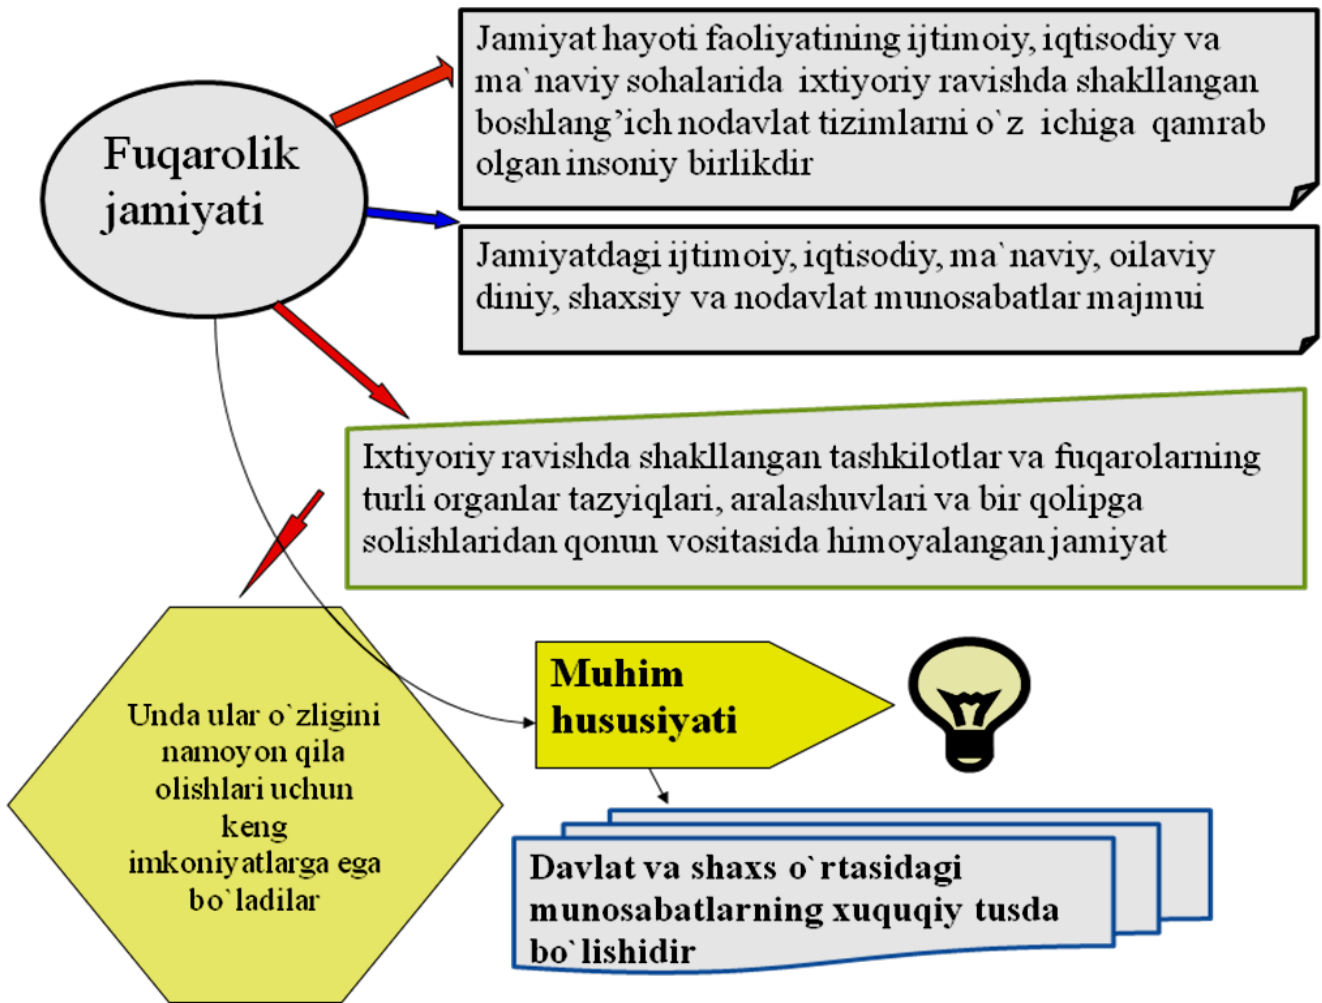 Fuqarolik
jamiyati
Jamiyat hayoti faoliyatining ijtimoiy, iqtisodiy va
ma`naviy sohalarida ixtiyoriy ravishda shakllangan
boshlang’ich nodavlat tizimlarni o`z ichiga qamrab
olgan insoniy birlikdir
Jamiyatdagi ijtimoiy, iqtisodiy, ma`naviy, oilaviy
diniy, shaxsiy va nodavlat munosabatlar majmui
Ixtiyoriy ravishda shakllangan tashkilotlar va fuqarolarning
turli organlar tazyiqlari, aralashuvlari va bir qolipga
solishlaridan qonun vositasida himoyalangan jamiyat
Unda ular o`zligini
namoyon qila
olishlari uchun
keng
imkoniyatlarga ega
bo`ladilar
Muhim
hususiyati
Davlat va shaxs o`rtasidagi
munosabatlarning xuquqiy tusda
bo`lishidir